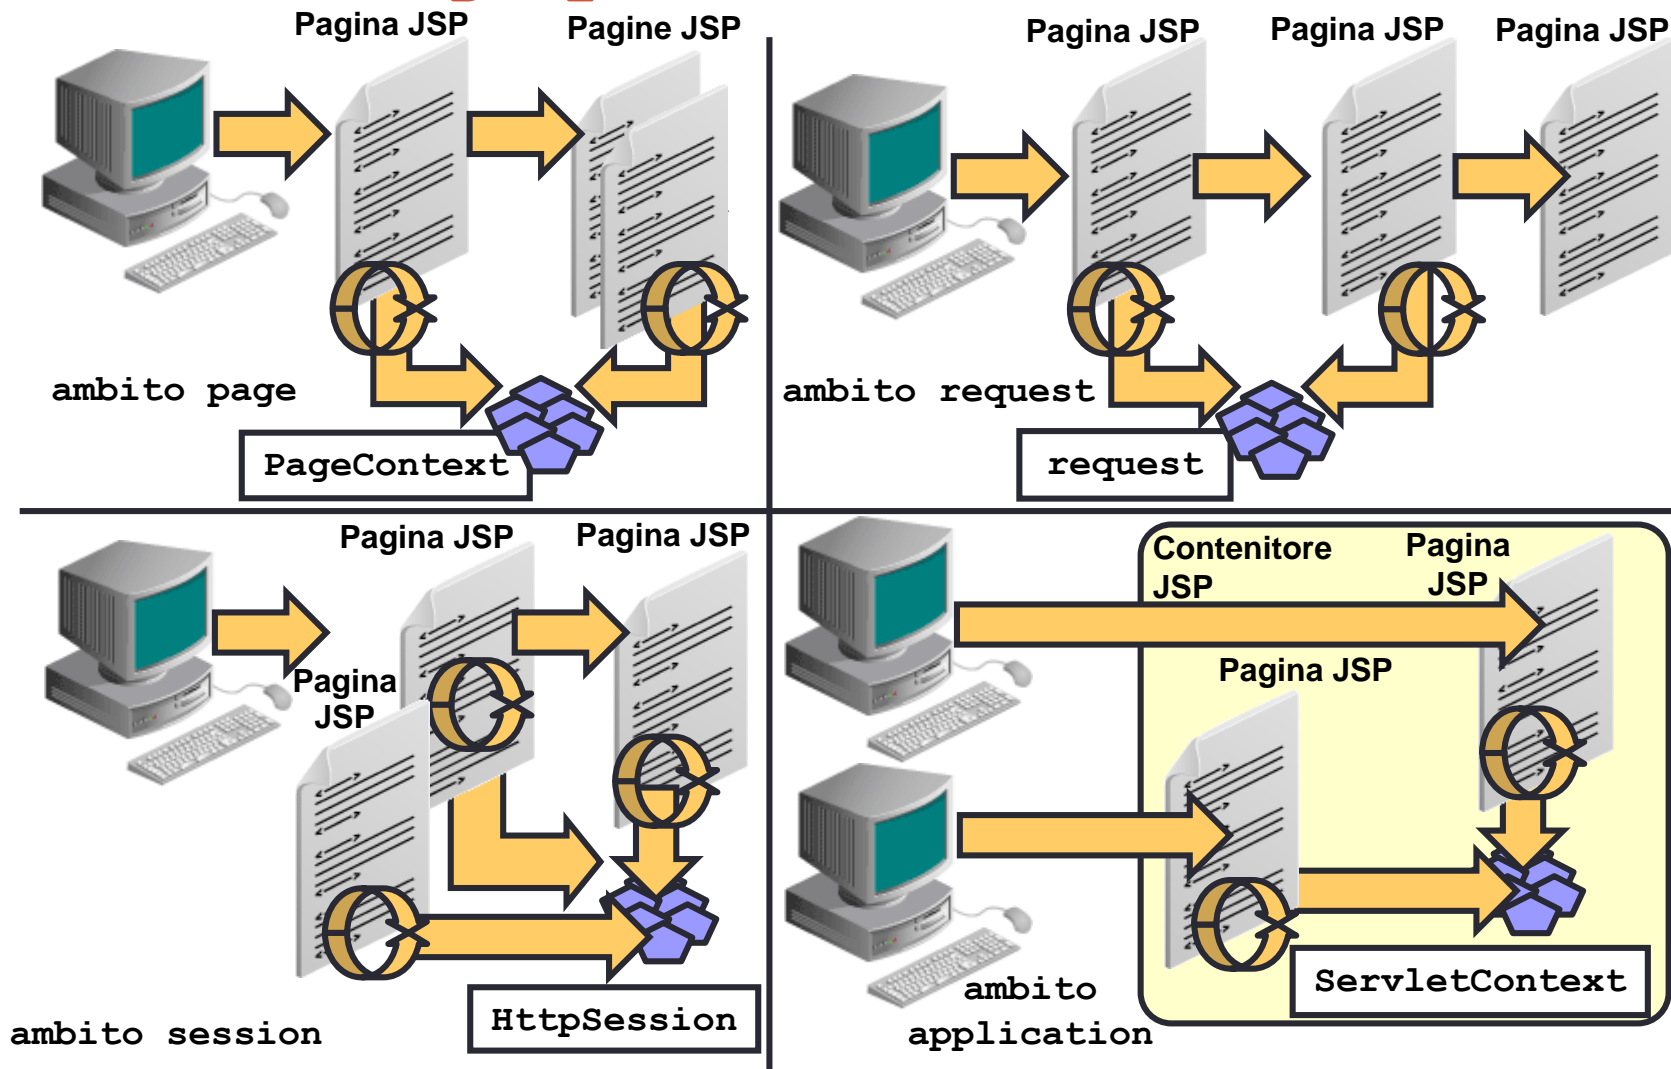 Pagina JSP
Pagine JSP
ambito page
PageContext
Pagina JSP
Pagina JSP
Pagina JSP
ambito request
request
Pagina JSP
Pagina JSP
Pagina
JSP
ambito session
HttpSession
Contenitore
JSP
Pagina
JSP
Pagina JSP
ServletContext
ambito
application